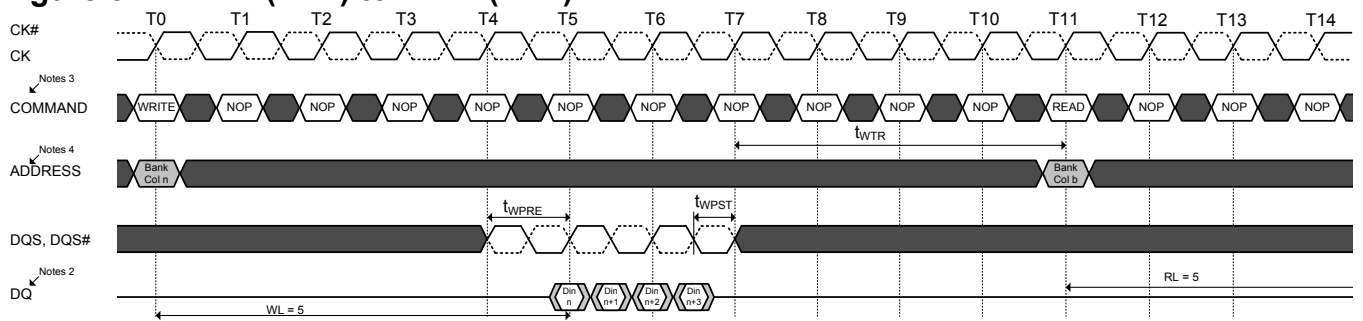 T0 T1 T2 T3 T4 T5 T6 T7 T8 T9 T10 T11 T12 T13 T14
CK#
CK
Notes 3
COMMAND
WRITE NOP NOP NOP NOP NOP NOP NOP NOP NOP NOP READ NOP NOP NOP
tWTR
Notes 4
ADDRESS
Bank
Col n
Bank
Col b
tWPRE
tWPST
DQS, DQS#
Notes 2
DQ
Din
n
Din
n+1
Din
n+2
Din
n+3
RL = 5
WL = 5